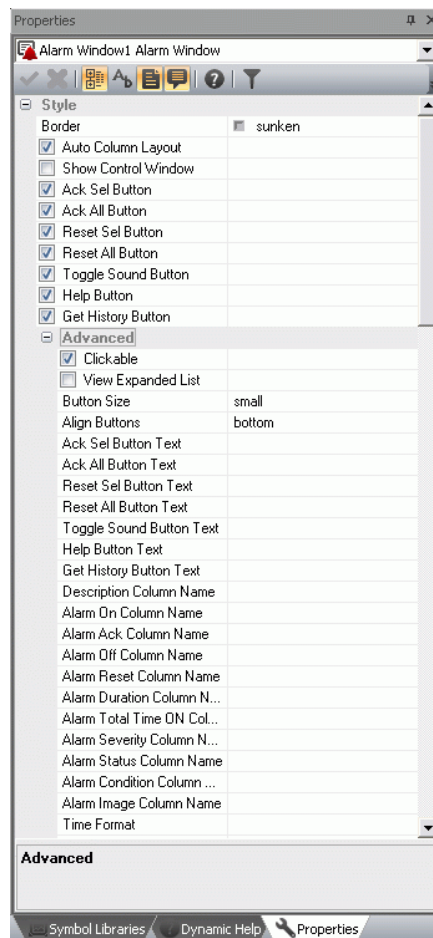 Properties
Alarm Window1 Alarm Window
Style
Border sunken
Auto Column Layout
Show Control Window
Ack Sel Button
Ack All Button
Reset Sel Button
Reset All Button
Toggle Sound Button
Help Button
Get History Button
Advanced
Clickable
View Expanded List
Button Size small
Align Buttons bottom
Ack Sel Button Text
Ack All Button Text
Reset Sel Button Text
Reset All Button Text
Toggle Sound Button Text
Help Button Text
Get History Button Text
Description Column Name
Alarm On Column Name
Alarm Ack Column Name
Alarm Off Column Name
Alarm Reset Column Name
Alarm Duration Column N...
Alarm Total Time ON Col...
Alarm Severity Column N...
Alarm Status Column Name
Alarm Condition Column ...
Alarm Image Column Name
Time Format
Advanced
Symbol Libraries Dynamic Help Properties